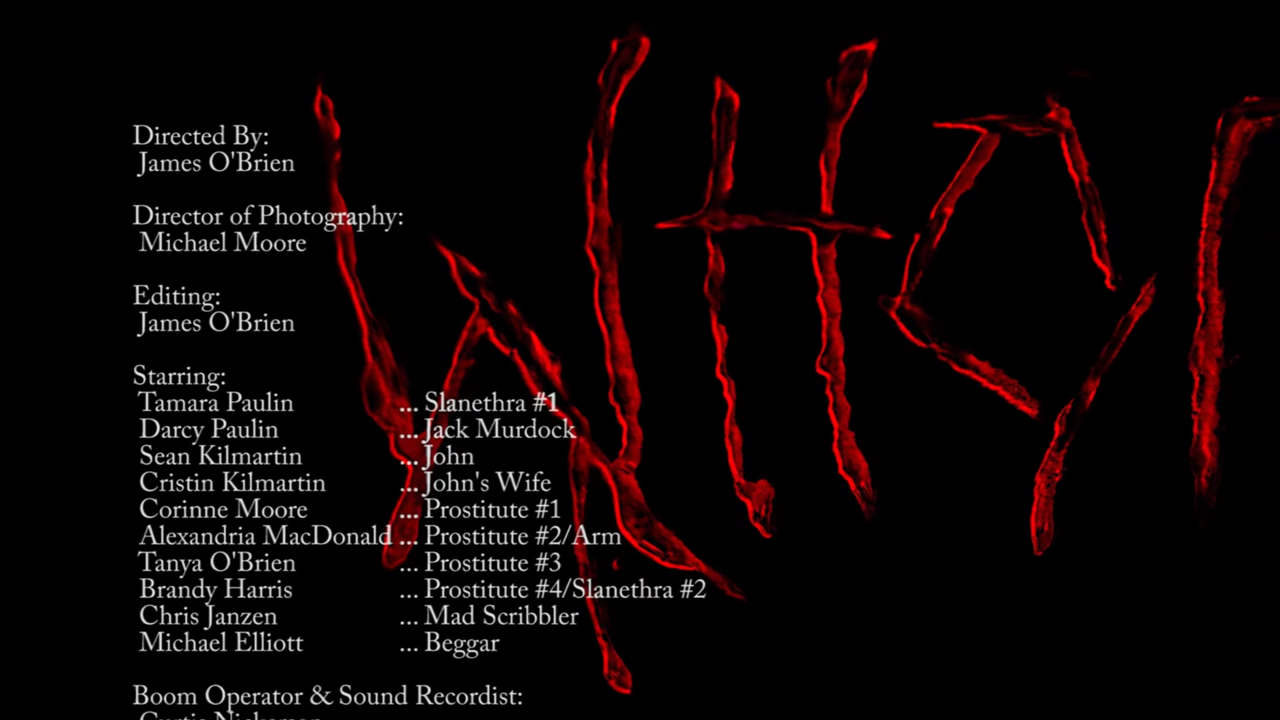 Directed By:
James O'Brien
Director of Photography:
Michael Moore
Editing:
James O'Brien
Starring:
Tamara Paulin ... Slanethra #1
Darcy Paulin ... Jack Murdock
Sean Kilmartin ... John
Cristin Kilmartin ... John's Wife
Corinne Moore ... Prostitute #1
Alexandria MacDonald ... Prostitute #2/Arm
Tanya O'Brien ... Prostitute #3
Brandy Harris ... Prostitute #4/Slanethra #2
Chris Janzen ... Mad Scribbler
Michael Elliott ... Beggar
Boom Operator & Sound Recordist: